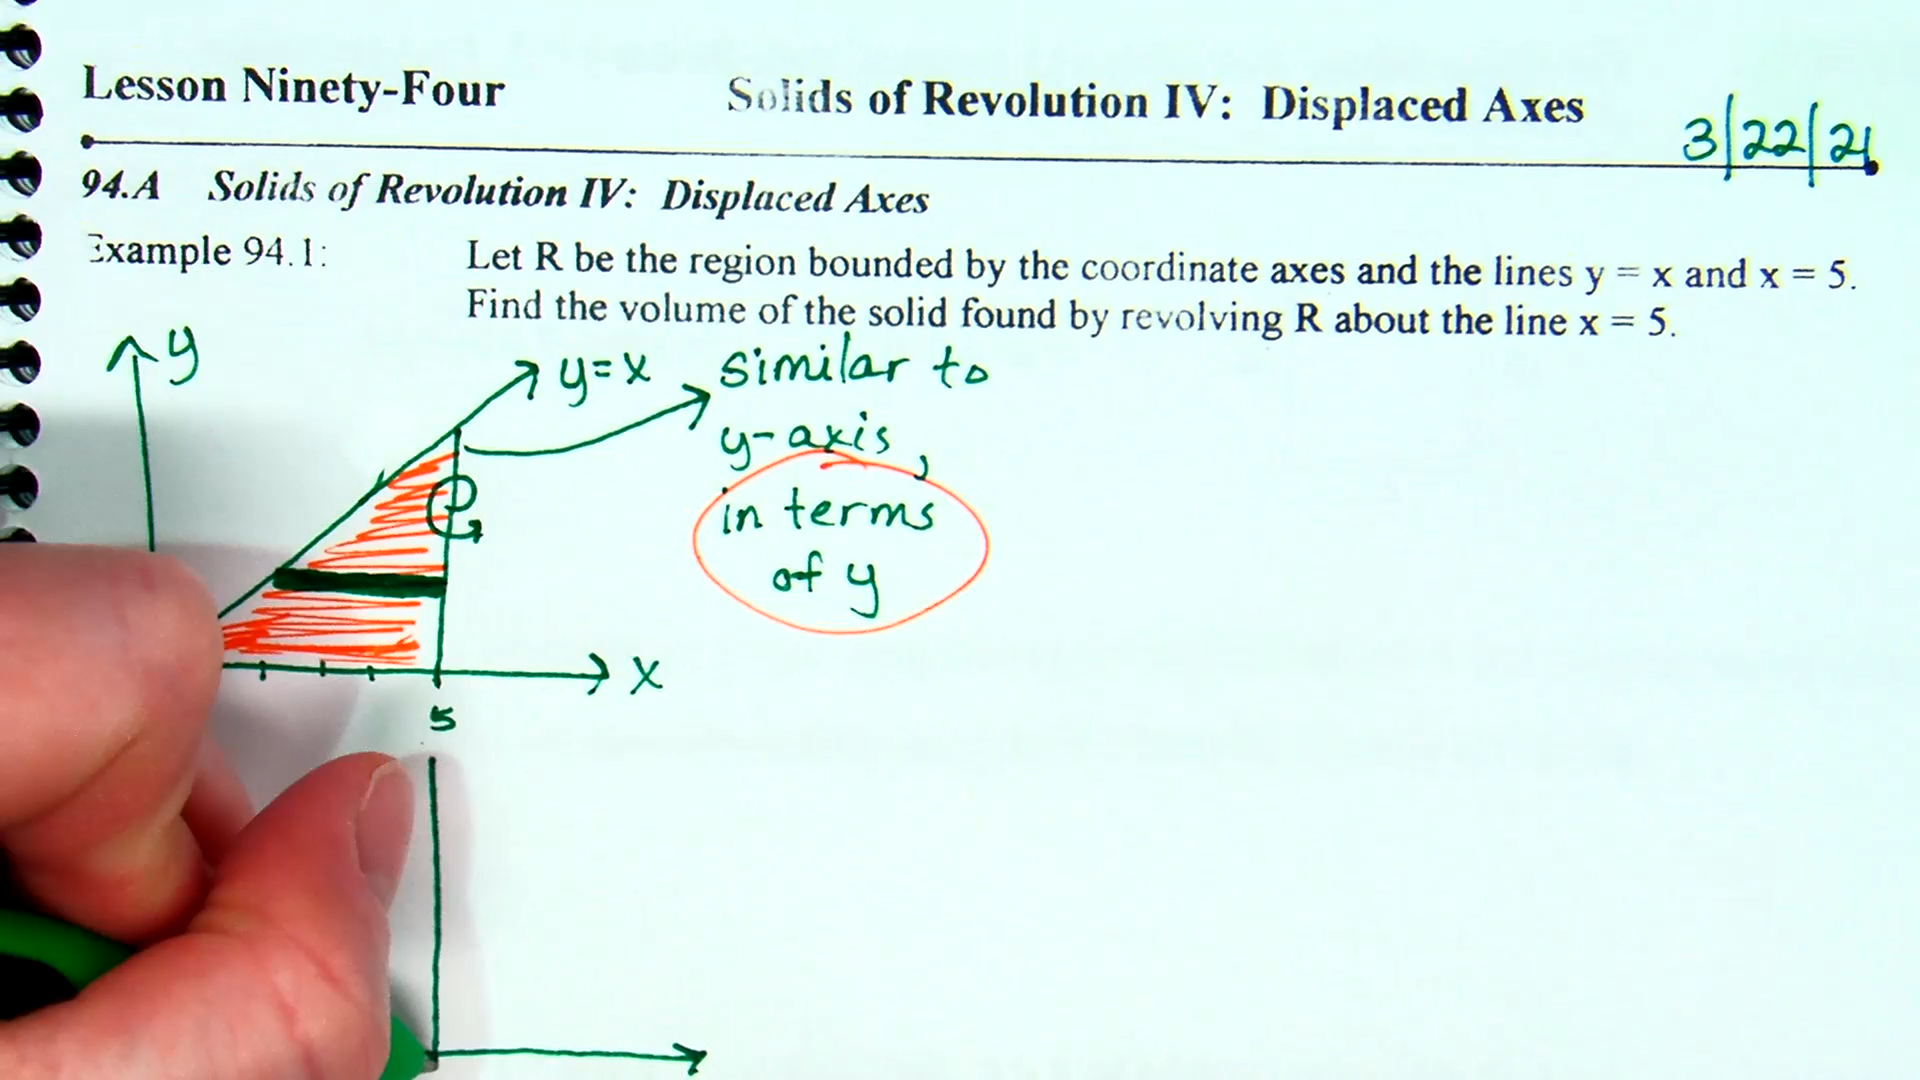 Lesson Ninety-Four Solids of Revolution IV: Displaced Axes
3/22/21
94.A Solids of Revolution IV: Displaced Axes
Example 94.1: Let R be the region bounded by the coordinate axes and the lines y = x and x = 5.
Find the volume of the solid found by revolving R about the line x = 5.
y
y=x
similar to
y-axis,
in terms
of y
x
5